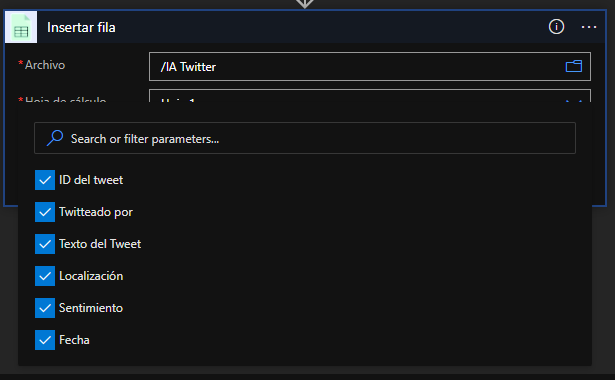 Insertar fila
*Archivo
/IA Twitter
*Hoja de cálculo
Search or filter parameters...
ID del tweet
Twitteado por
Texto del Tweet
Localización
Sentimiento
Fecha